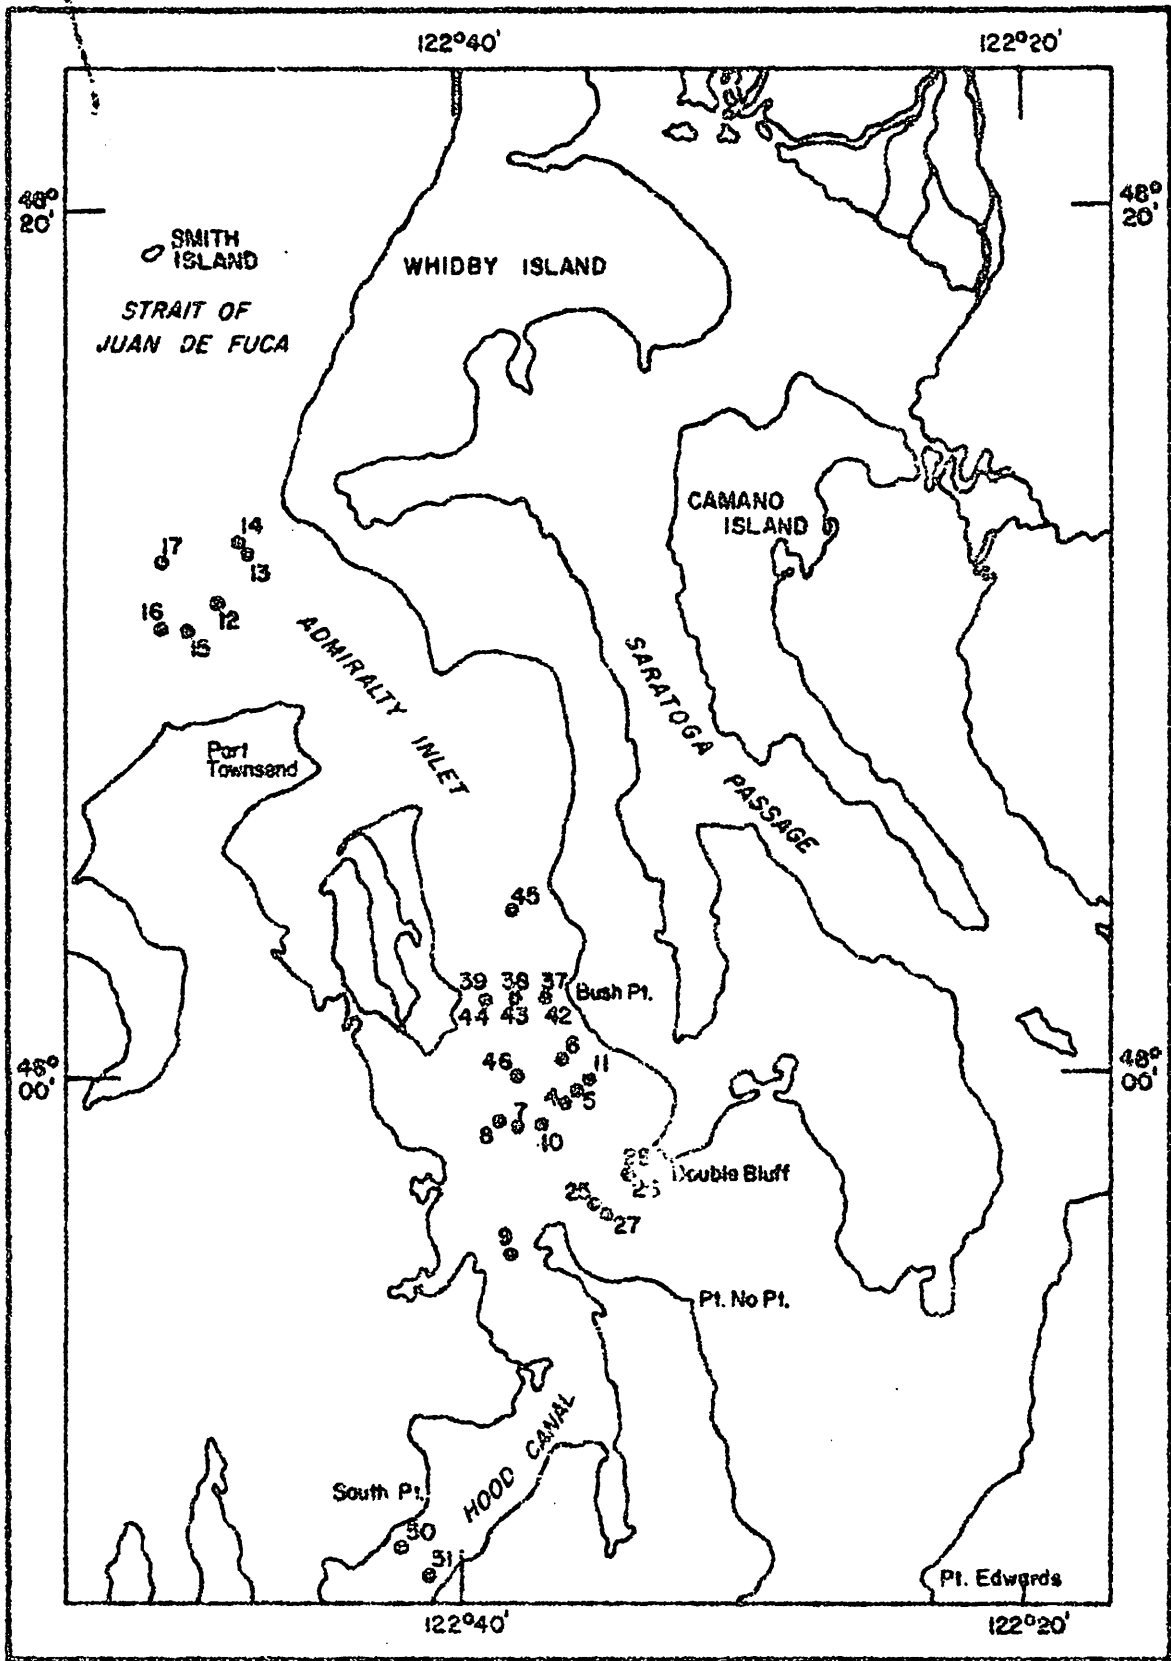 122°40'
122°20'
48°
20'
48°
20'
SMITH
ISLAND
WHIDBY ISLAND
STRAIT OF
JUAN DE FUCA
CAMANO
ISLAND
14
17
13
16
12
15
ADMIRALTY INLET
SARATOGA PASSAGE
Port
Townsend
45
39 38 37
Bush Pt.
44 43 42
6
46
11
48°
00'
48°
00'
4
5
7
8
10
Double Bluff
25
27
9
Pt. No Pt.
HOOD CANAL
South Pt.
50
51
Pt. Edwards
122°40'
122°20'